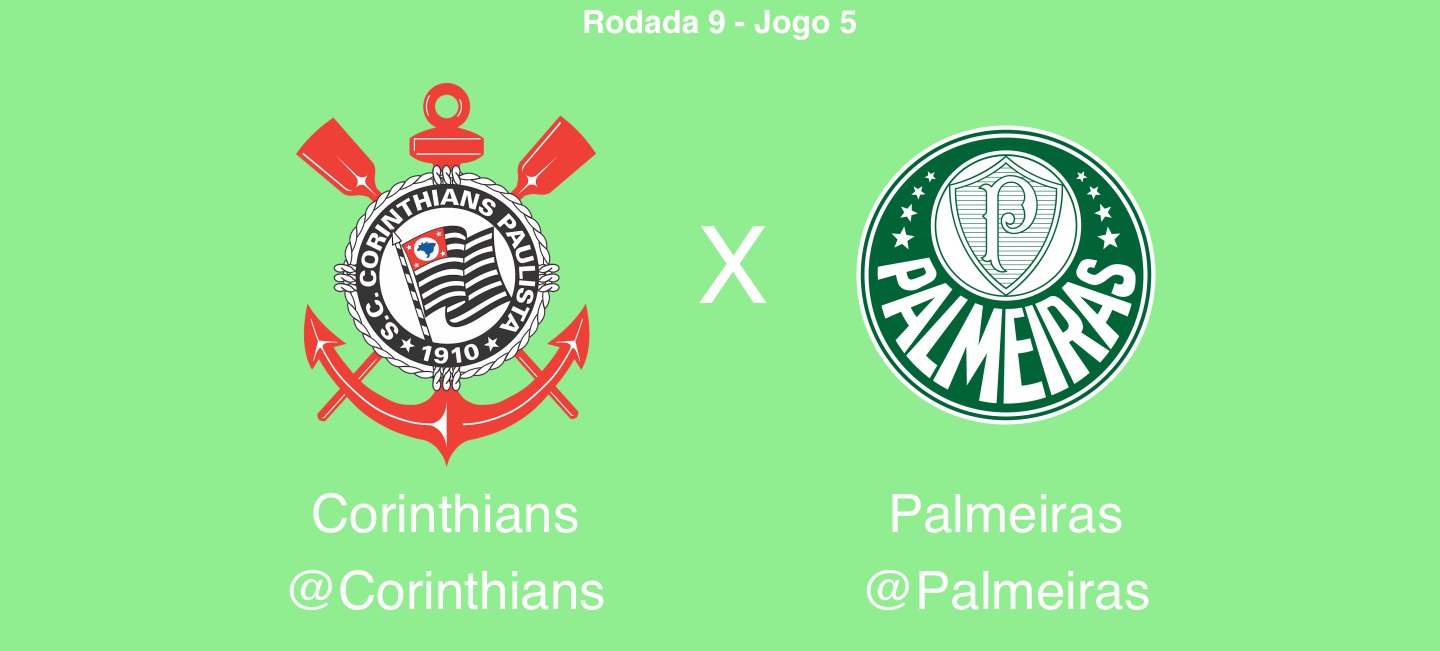 Rodada 9 - Jogo 5
S.C. CORINTHIANS PAULISTA
★ 1910 ★
X
P
PALMEIRAS
Corinthians
Palmeiras
@Corinthians
@Palmeiras